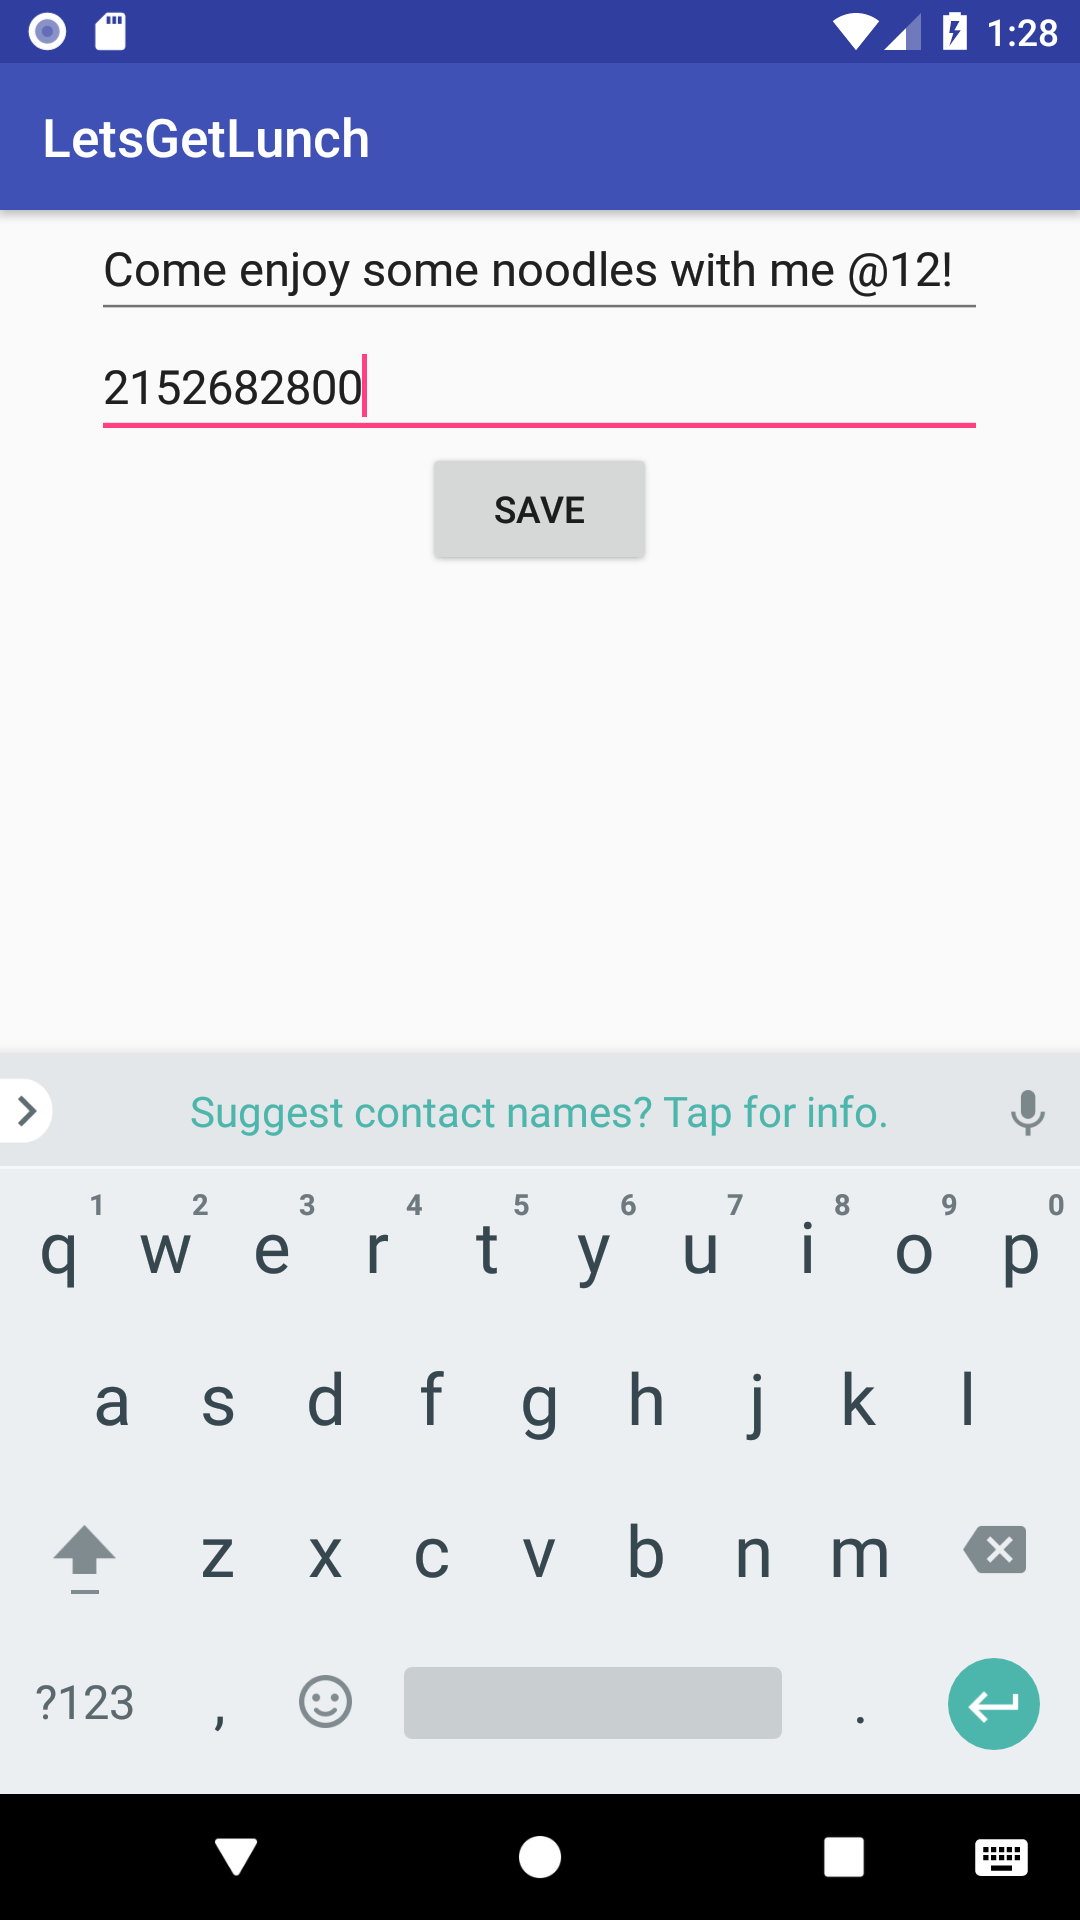 1:28
LetsGetLunch
Come enjoy some noodles with me @12!
2152682800
SAVE
Suggest contact names? Tap for info.
1 2 3 4 5 6 7 8 9 0
q w e r t y u i o p
a s d f g h j k l
z x c v b n m
?123 , .